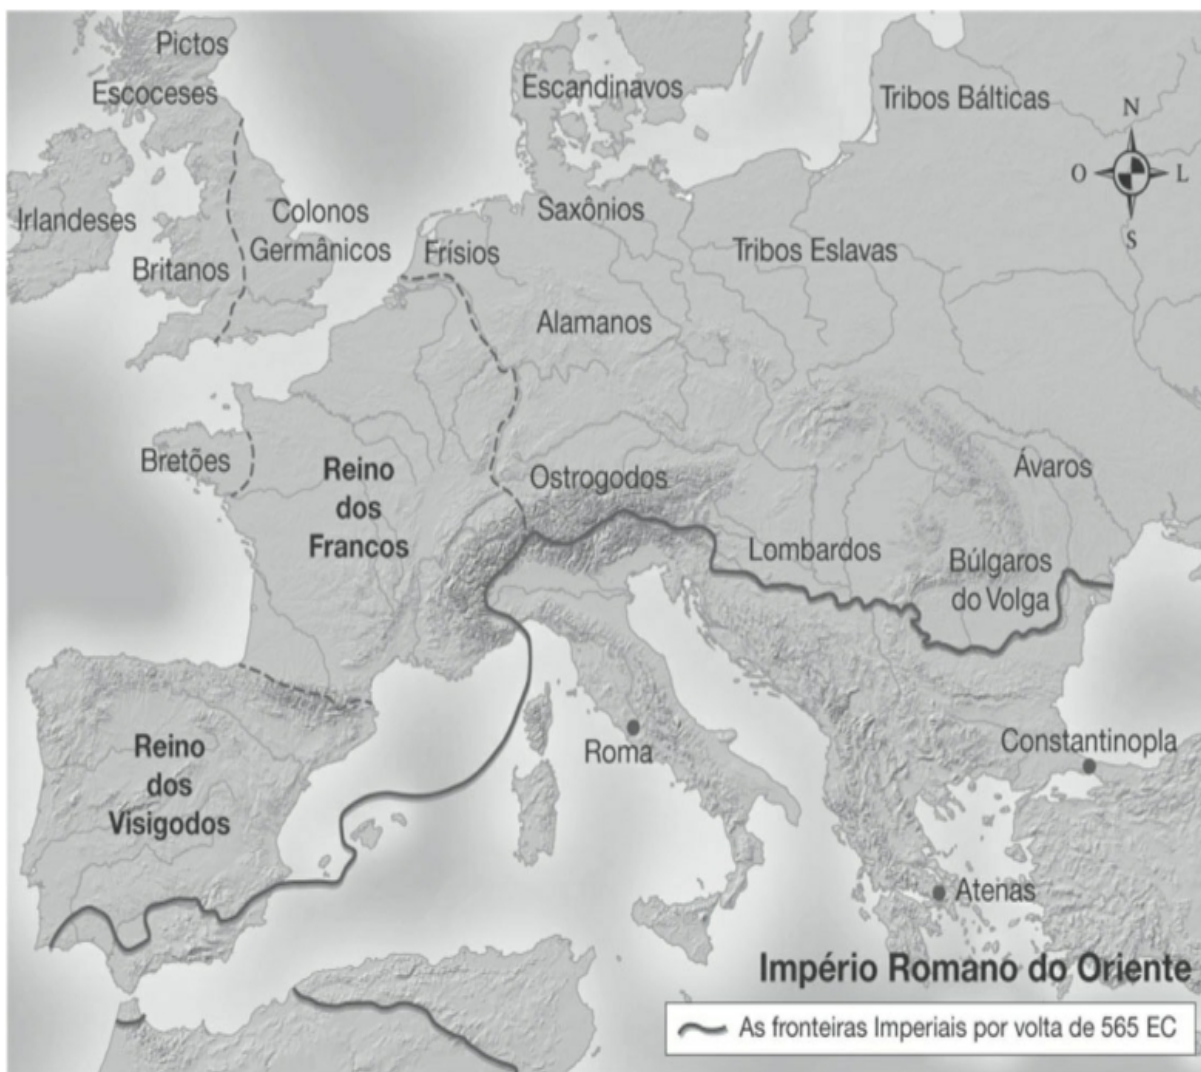 Pictos
Escoceses
Escandinavos
Tribos Bálticas
N
O
L
S
Irlandeses
Colonos
Germânicos
Britanos
Frísios
Saxônios
Tribos Eslavas
Alamanos
Bretões
Reino
dos
Francos
Ostrogodos
Ávaros
Lombardos
Búlgaros
do Volga
Reino
dos
Visigodos
Roma
Constantinopla
Atenas
Império Romano do Oriente
As fronteiras Imperiais por volta de 565 EC